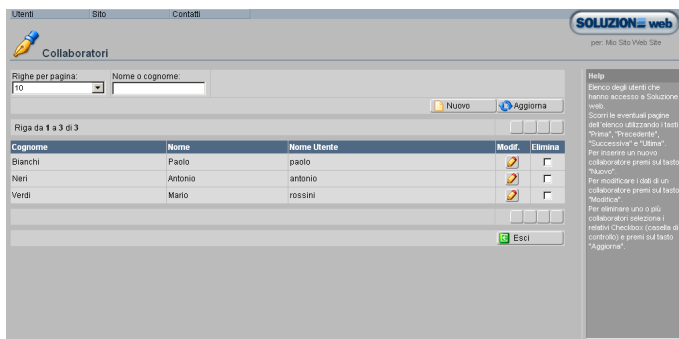 Utenti Sito Contatti
SOLUZIONI web
per: Mio Sito Web Site
Collaboratori
Righe per pagina: Nome o cognome:
10
Nuovo Aggiorna
Riga da 1 a 3 di 3
Cognome Nome Nome Utente Modif. Elimina
Bianchi Paolo paolo
Neri Antonio antonio
Verdi Mario rossini
Esci
Help
Elenco degli utenti che
hanno accesso a Soluzione
web.
Scorri le eventuali pagine
dell'elenco utilizzando i tasti
"Prima", "Precedente",
"Successiva" e "Ultima".
Per inserire un nuovo
collaboratore premi sul tasto
"Nuovo".
Per modificare i dati di un
collaboratore premi sul tasto
"Modifica".
Per eliminare uno o più
collaboratori seleziona i
relativi Checkbox (casella di
controllo) e premi sul tasto
"Aggiorna".